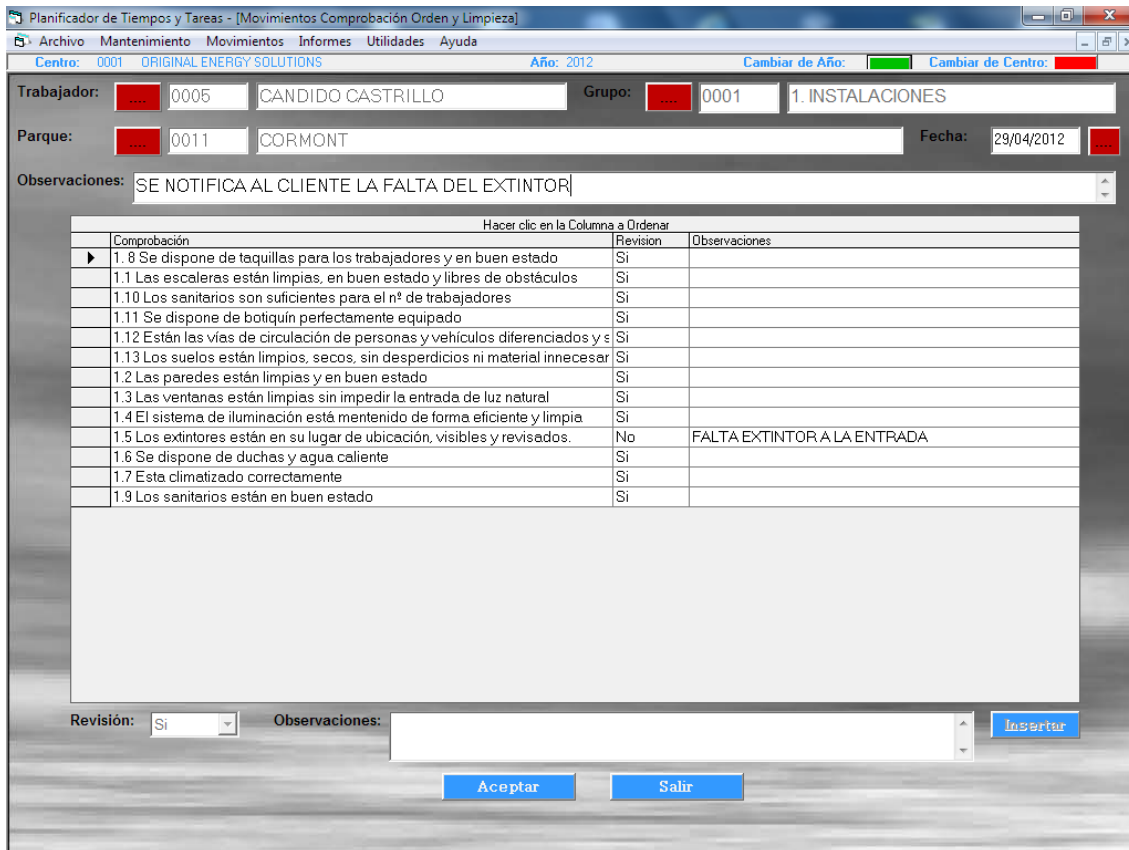 Planificador de Tiempos y Tareas - [Movimientos Comprobación Orden y Limpieza]
Archivo Mantenimiento Movimientos Informes Utilidades Ayuda
Centro: 0001 ORIGINAL ENERGY SOLUTIONS Año: 2012 Cambiar de Año: Cambiar de Centro:
Trabajador: .... 0005 CANDIDO CASTRILLO Grupo: .... 0001 1. INSTALACIONES
Parque: .... 0011 CORMONT Fecha: 29/04/2012 ....
Observaciones: SE NOTIFICA AL CLIENTE LA FALTA DEL EXTINTOR
Hacer clic en la Columna a Ordenar
Comprobación Revision Observaciones
1. 8 Se dispone de taquillas para los trabajadores y en buen estado Si
1.1 Las escaleras están limpias, en buen estado y libres de obstáculos Si
1.10 Los sanitarios son suficientes para el nº de trabajadores Si
1.11 Se dispone de botiquín perfectamente equipado Si
1.12 Están las vías de circulación de personas y vehículos diferenciados y s Si
1.13 Los suelos están limpios, secos, sin desperdicios ni material innecesar Si
1.2 Las paredes están limpias y en buen estado Si
1.3 Las ventanas están limpias sin impedir la entrada de luz natural Si
1.4 El sistema de iluminación está mentenido de forma eficiente y limpia Si
1.5 Los extintores están en su lugar de ubicación, visibles y revisados. No FALTA EXTINTOR A LA ENTRADA
1.6 Se dispone de duchas y agua caliente Si
1.7 Esta climatizado correctamente Si
1.9 Los sanitarios están en buen estado Si
Revisión: Si Observaciones: Insertar
Aceptar Salir